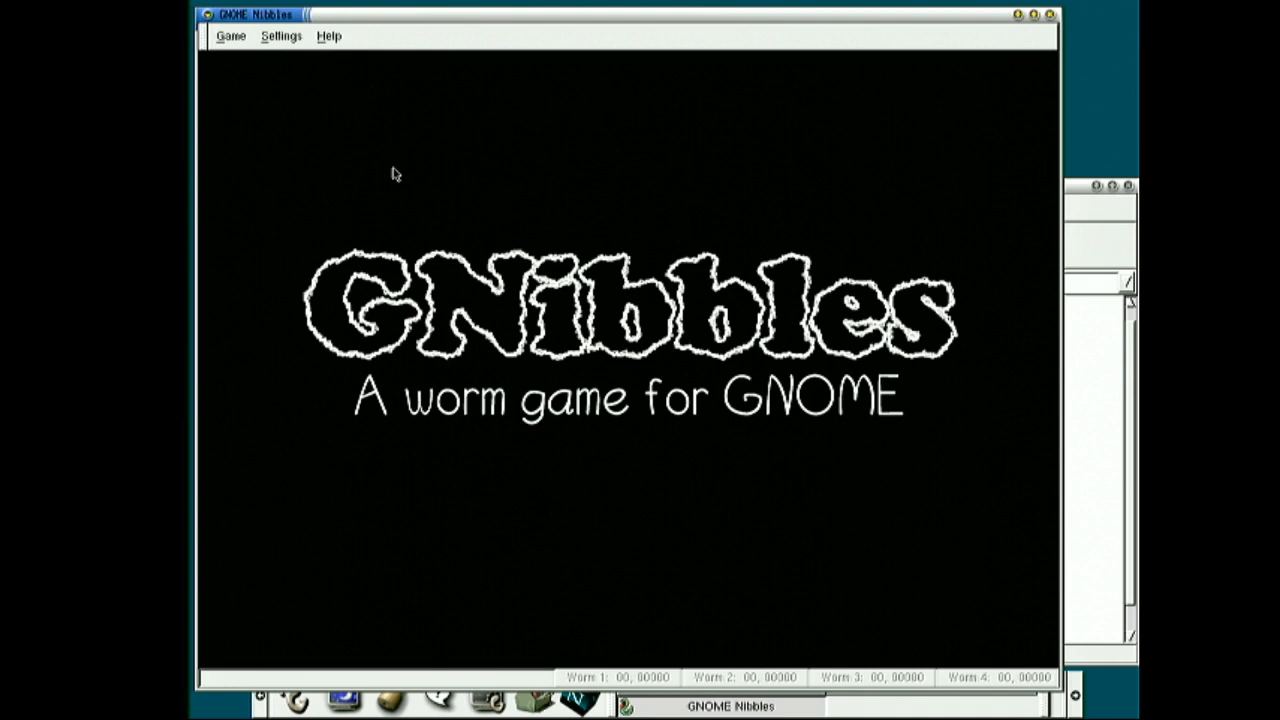 GNOME Nibbles
Game Settings Help
GNibbles
A worm game for GNOME
Worm 1: 00, 00000 Worm 2: 00, 00000 Worm 3: 00, 00000 Worm 4: 00, 00000
GNOME Nibbles